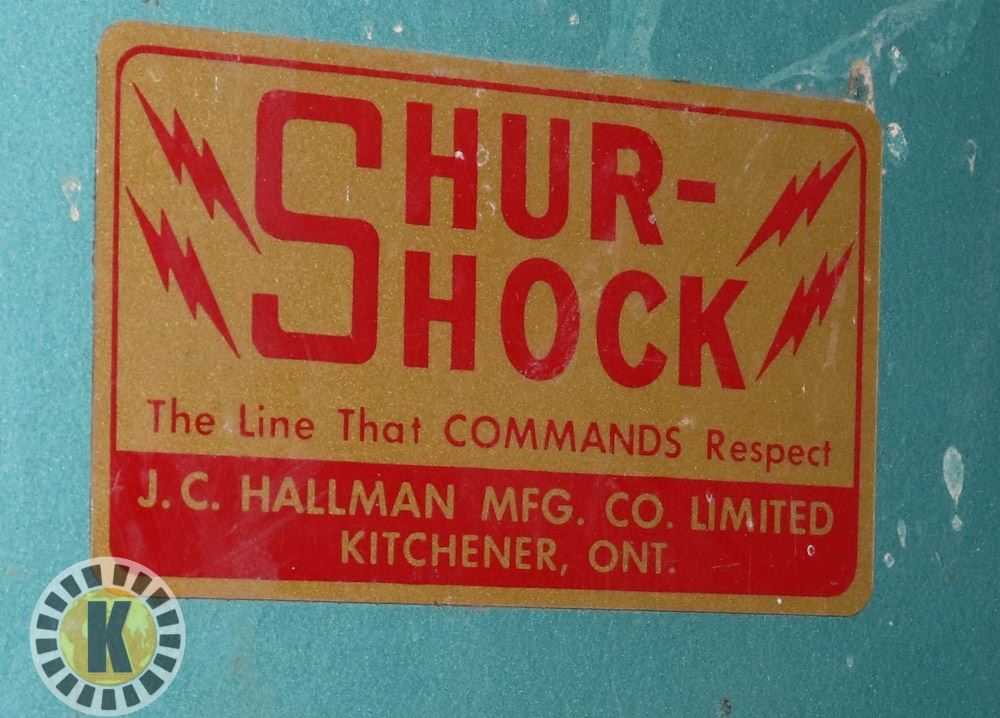 SHUR-
SHOCK
The Line That COMMANDS Respect
J.C. HALLMAN MFG. CO. LIMITED
KITCHENER, ONT.
K